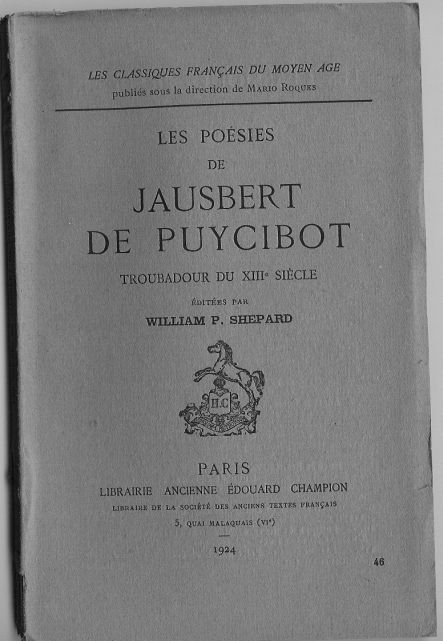 LES CLASSIQUES FRANÇAIS DU MOYEN AGE
publiés sous la direction de MARIO ROQUES
LES POÉSIES
DE
JAUSBERT
DE PUYCIBOT
TROUBADOUR DU XIIIe SIÈCLE
ÉDITÉES PAR
WILLIAM P. SHEPARD
H.C
PARIS
LIBRAIRIE ANCIENNE ÉDOUARD CHAMPION
LIBRAIRE DE LA SOCIÉTÉ DES ANCIENS TEXTES FRANÇAIS
5, QUAI MALAQUAIS (VIe)
1924
46